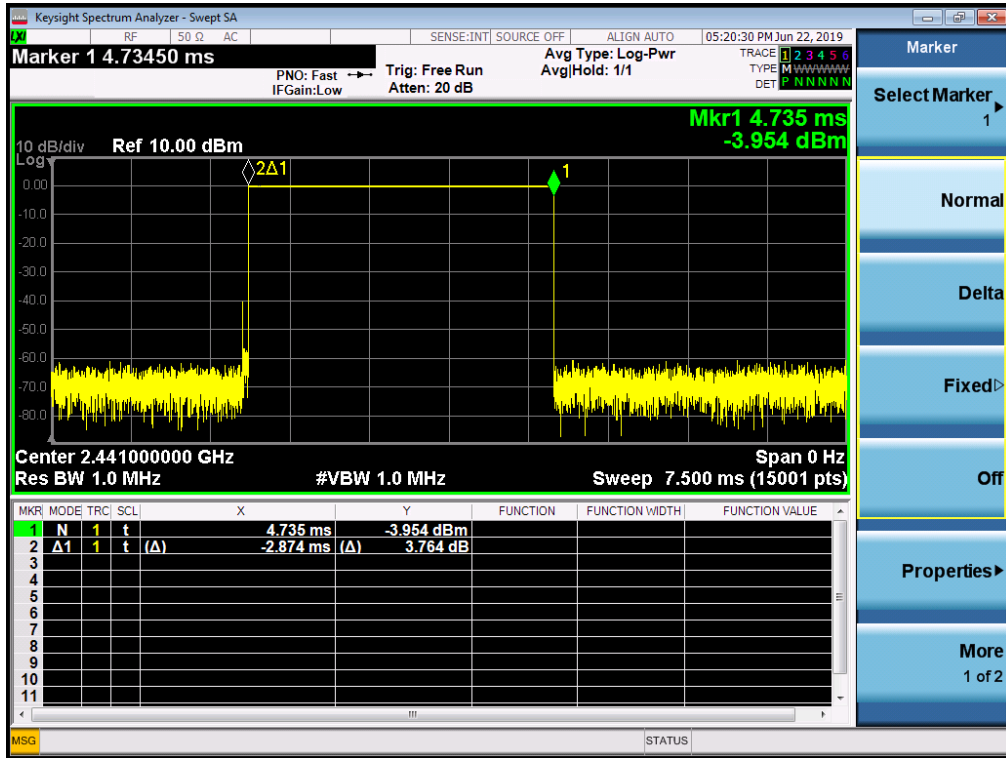 Keysight Spectrum Analyzer - Swept SA
LXI RF 50 Ω AC SENSE:INT SOURCE OFF ALIGN AUTO 05:20:30 PM Jun 22, 2019
Marker 1 4.73450 ms
PNO: Fast
IFGain:Low
Trig: Free Run
Atten: 20 dB
Avg Type: Log-Pwr
Avg|Hold: 1/1
TRACE 1 2 3 4 5 6
TYPE M WWWWW
DET P N N N N N
Mkr1 4.735 ms
-3.954 dBm
10 dB/div Ref 10.00 dBm
Log
2Δ1
1
0.00
-10.0
-20.0
-30.0
-40.0
-50.0
-60.0
-70.0
-80.0
Center 2.441000000 GHz Span 0 Hz
Res BW 1.0 MHz #VBW 1.0 MHz Sweep 7.500 ms (15001 pts)
MKR MODE TRC SCL X Y FUNCTION FUNCTION WIDTH FUNCTION VALUE
1 N 1 t 4.735 ms -3.954 dBm
2 Δ1 1 t (Δ) -2.874 ms (Δ) 3.764 dB
3
4
5
6
7
8
9
10
11
MSG STATUS
Marker
Select Marker
1
Normal
Delta
Fixed
Off
Properties
More
1 of 2